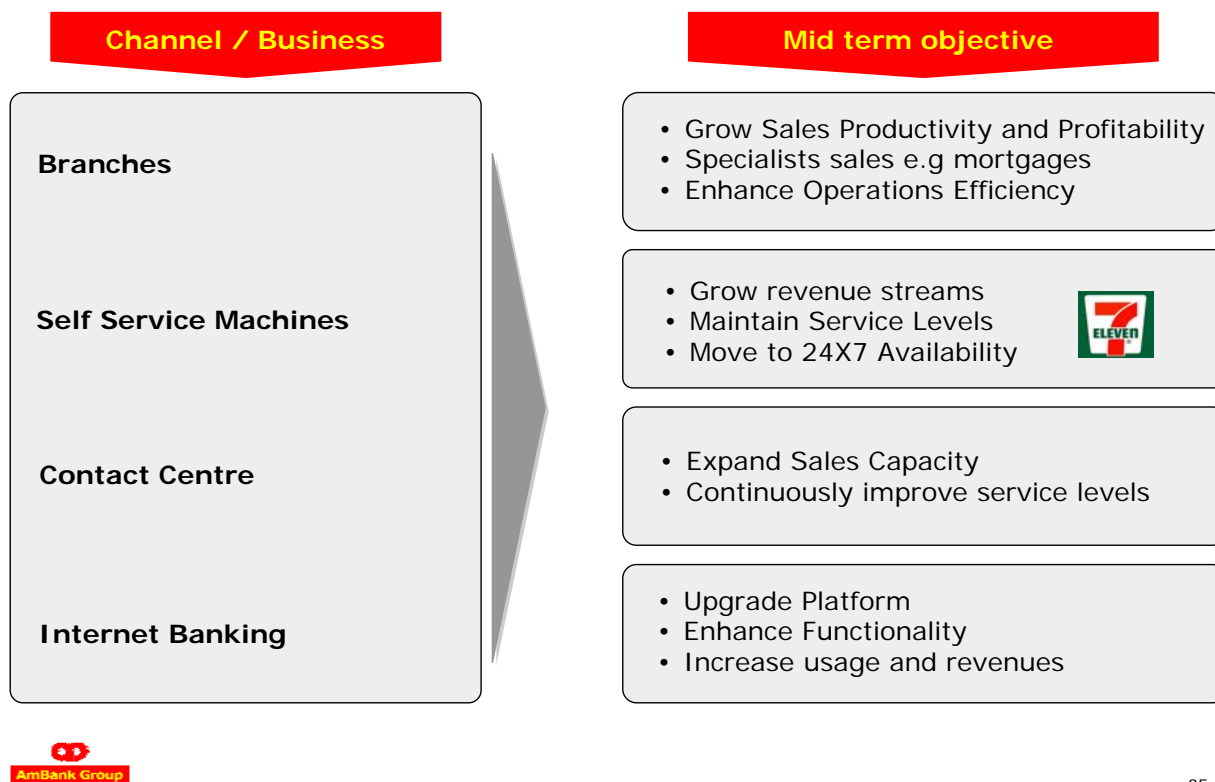 Channel / Business
Mid term objective
Branches
• Grow Sales Productivity and Profitability
• Specialists sales e.g mortgages
• Enhance Operations Efficiency
Self Service Machines
• Grow revenue streams
• Maintain Service Levels
• Move to 24X7 Availability
7
ELEVEn
Contact Centre
• Expand Sales Capacity
• Continuously improve service levels
Internet Banking
• Upgrade Platform
• Enhance Functionality
• Increase usage and revenues
AmBank Group